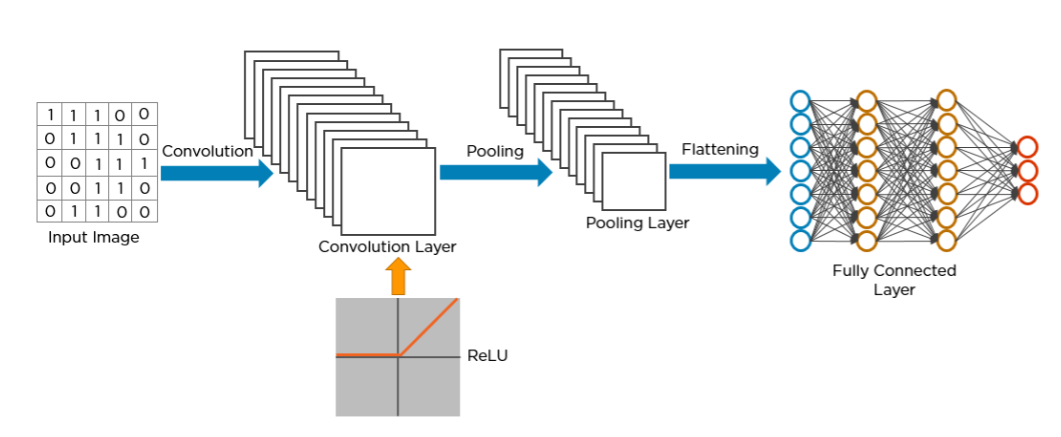 1 1 1 0 0
0 1 1 1 0
0 0 1 1 1
0 0 1 1 0
0 1 1 0 0
Input Image
Convolution
Convolution Layer
ReLU
Pooling
Pooling Layer
Flattening
Fully Connected
Layer